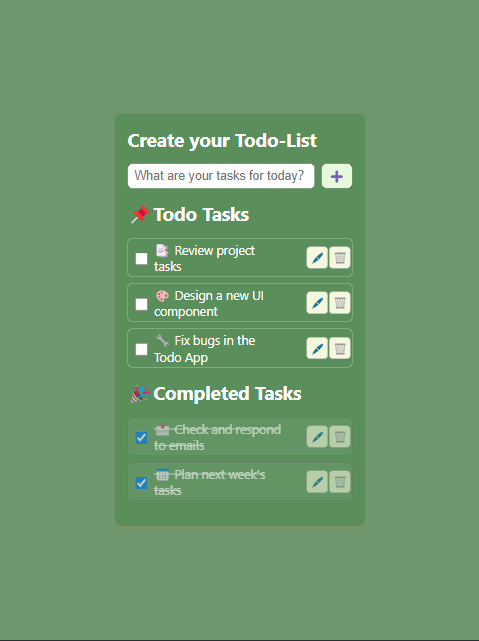 Create your Todo-List
What are your tasks for today?
📌 Todo Tasks
📑 Review project
tasks
🎨 Design a new UI
component
🔧 Fix bugs in the
Todo App
🎉 Completed Tasks
📩 Check and respond
to emails
📅 Plan next week's
tasks